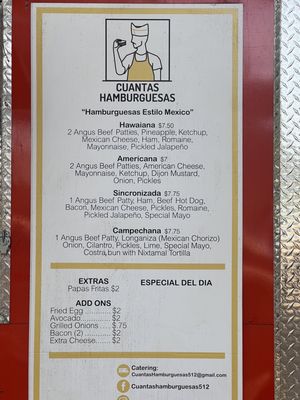 CUANTAS
HAMBURGUESAS
"Hamburguesas Estilo Mexico"
Hawaiana $7.50
2 Angus Beef Patties, Pineapple, Ketchup,
Mexican Cheese, Ham, Romaine,
Mayonnaise, Pickled Jalapeño
Americana $7
2 Angus Beef Patties, American Cheese,
Mayonnaise, Ketchup, Dijon Mustard,
Onion, Pickles
Sincronizada $7.75
1 Angus Beef Patty, Ham, Beef Hot Dog,
Bacon, Mexican Cheese, Pickles, Romaine,
Pickled Jalapeño, Special Mayo
Campechana $7.75
1 Angus Beef Patty, Longaniza (Mexican Chorizo)
Onion, Cilantro, Pickles, Lime, Special Mayo,
Costra,bun with Nixtamal Tortilla
EXTRAS
Papas Fritas $2
ESPECIAL DEL DIA
ADD ONS
Fried Egg ........... $2
Avocado ............ $2
Grilled Onions .... $.75
Bacon (2) ........... $2
Extra Cheese ...... $2
Catering:
CuantasHamburguesas512@gmail.com
Cuantashamburguesas512